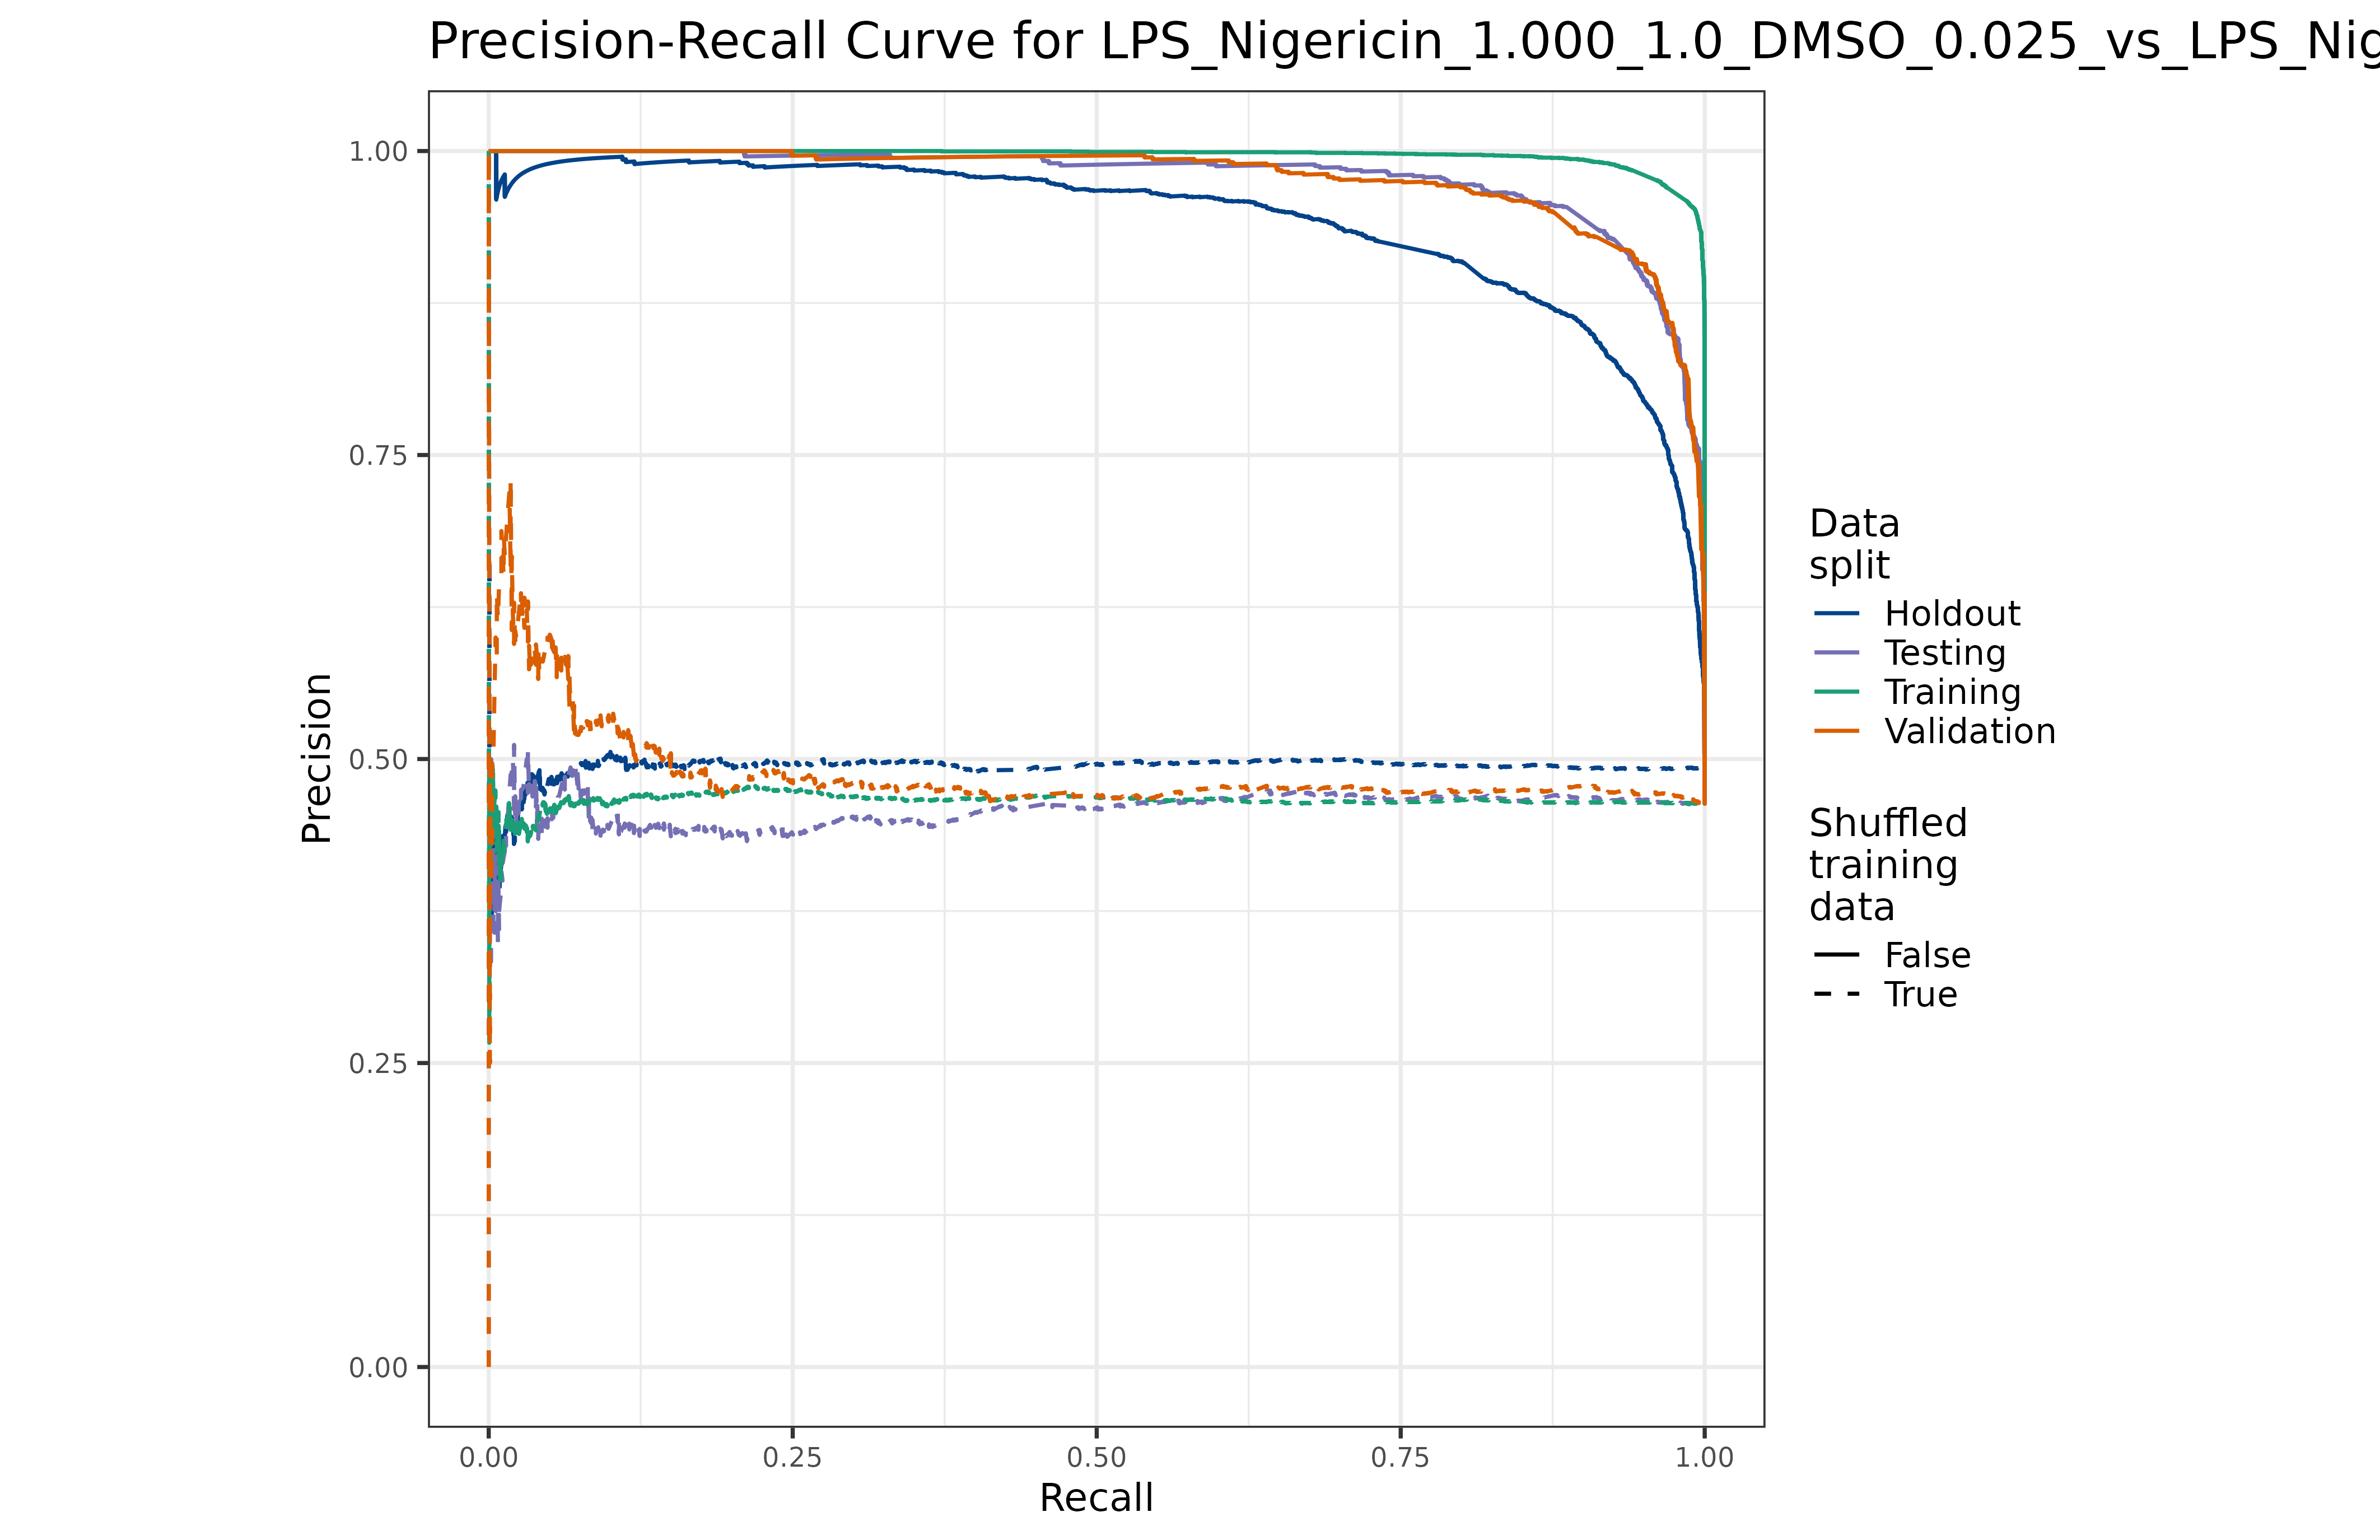 Precision-Recall Curve for LPS_Nigericin_1.000_1.0_DMSO_0.025_vs_LPS_Nig
1.00
0.75
0.50
0.25
0.00
Precision
0.00
0.25
0.50
0.75
1.00
Recall
Data
split
Holdout
Testing
Training
Validation
Shuffled
training
data
False
True